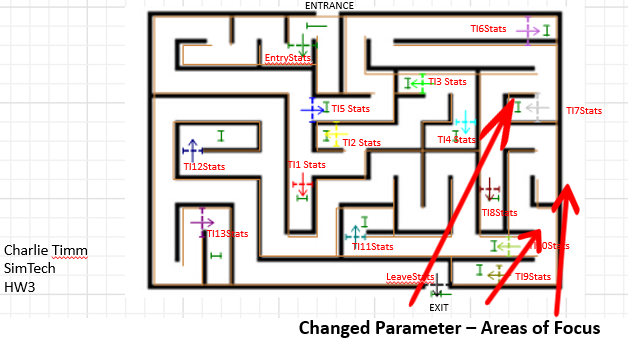 ENTRANCE
TI6Stats
EntryStats
TI3 Stats
TI5 Stats
TI7Stats
TI2 Stats
TI4 Stats
TI12Stats
TI1 Stats
TI8Stats
TI13Stats
TI11Stats
0Stats
Charlie Timm
SimTech
HW3
LeaveStats
TI9Stats
EXIT
Changed Parameter – Areas of Focus